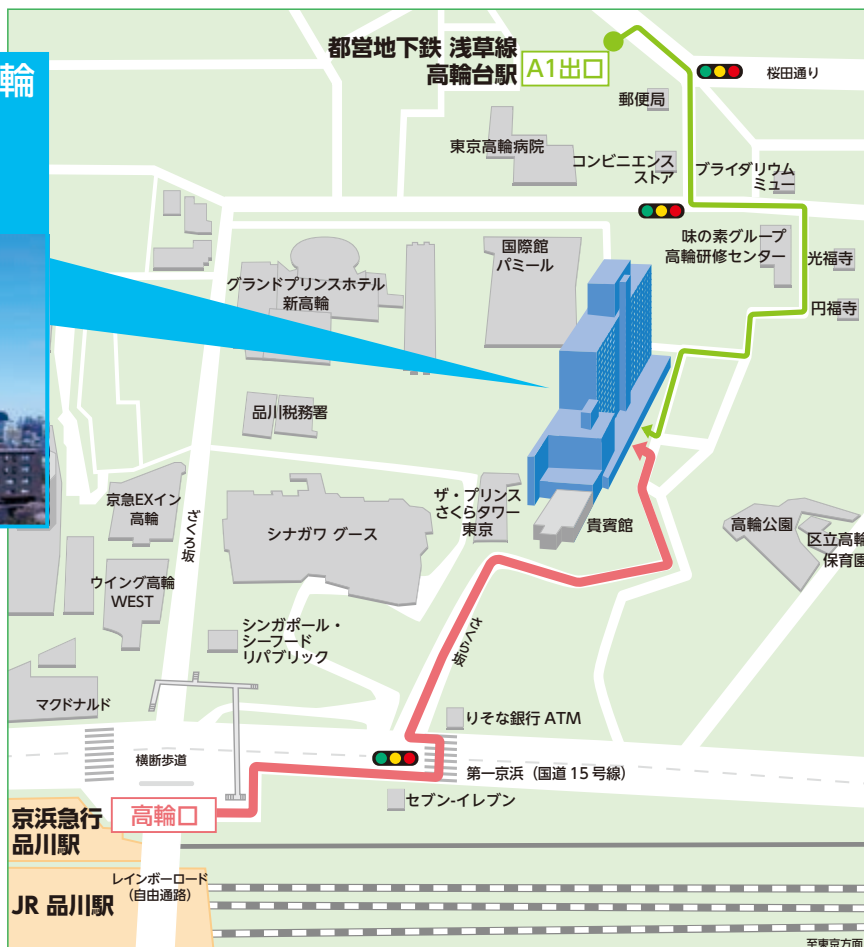 輪
都営地下鉄 浅草線
高輪台駅
A1出口
桜田通り
郵便局
東京高輪病院
コンビニエンス
ストア
ブライダリウム
ミュー
国際館
パミール
味の素グループ
高輪研修センター
光福寺
円福寺
グランドプリンスホテル
新高輪
品川税務署
京急EXイン
高輪
ざくろ坂
シナガワ グース
ザ・プリンス
さくらタワー
東京
貴賓館
高輪公園
区立高輪
保育園
ウイング高輪
WEST
シンガポール・
シーフード
リパブリック
さくら坂
マクドナルド
りそな銀行 ATM
横断歩道
第一京浜（国道15号線）
セブン-イレブン
高輪口
京浜急行
品川駅
レインボーロード
（自由通路）
JR 品川駅
至東京方面